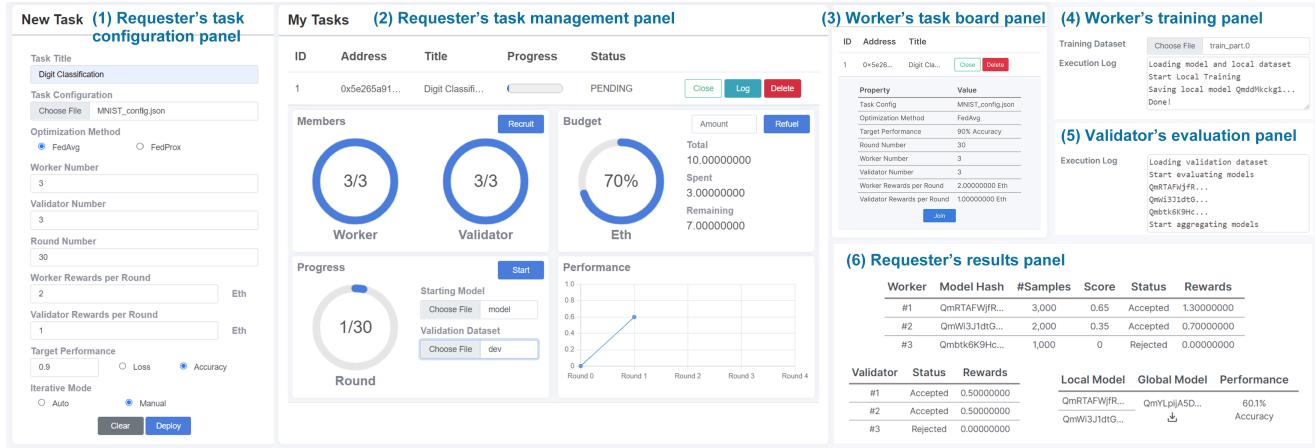 New Task
(1) Requester's task configuration panel
Task Title
Digit Classification
Task Configuration
Choose File MNIST_config.json
Optimization Method
FedAvg FedProx
Worker Number
3
Validator Number
3
Round Number
30
Worker Rewards per Round
2 Eth
Validator Rewards per Round
1 Eth
Target Performance
0.9 Loss Accuracy
Iterative Mode
Auto Manual
Clear Deploy
My Tasks (2) Requester's task management panel
ID Address Title Progress Status
1 0x5e265a91... Digit Classifi... PENDING Close Log Delete
Members Recruit
3/3 3/3
Worker Validator
Budget Amount Refuel
70%
Eth
Total
10.00000000
Spent
3.00000000
Remaining
7.00000000
Progress Start
1/30
Round
Starting Model
Choose File model
Validation Dataset
Choose File dev
Performance
1.0
0.8
0.6
0.4
0.2
0
Round 0 Round 1 Round 2 Round 3 Round 4
(3) Worker's task board panel
ID Address Title
1 0×5e26... Digit Cla... Close Delete
Property Value
Task Config MNIST_config.json
Optimization Method FedAvg
Target Performance 90% Accuracy
Round Number 30
Worker Number 3
Validator Number 3
Worker Rewards per Round 2.00000000 Eth
Validator Rewards per Round 1.00000000 Eth
Join
(4) Worker's training panel
Training Dataset Choose File train_part.0
Execution Log
Loading model and local dataset
Start Local Training
Saving local model QmddMkckg1...
Done!
(5) Validator's evaluation panel
Execution Log
Loading validation dataset
Start evaluating models
QmRTAFWjfR...
QmWi3J1dtG...
Qmbtk6K9Hc...
Start aggregating models
(6) Requester's results panel
Worker Model Hash #Samples Score Status Rewards
#1 QmRTAFWjfR... 3,000 0.65 Accepted 1.30000000
#2 QmWi3J1dtG... 2,000 0.35 Accepted 0.70000000
#3 Qmbtk6K9Hc... 1,000 0 Rejected 0.00000000
Validator Status Rewards
#1 Accepted 0.50000000
#2 Accepted 0.50000000
#3 Rejected 0.00000000
Local Model Global Model Performance
QmRTAFWjfR... QmYLpijA5D... 60.1%
QmWi3J1dtG... Accuracy